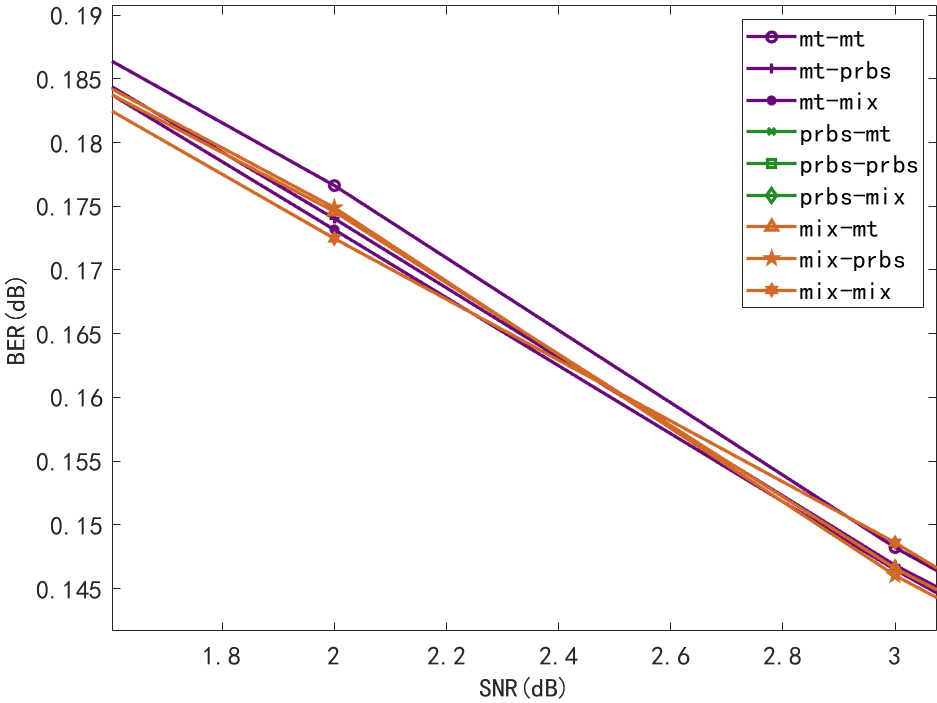 0.19
0.185
0.18
0.175
0.17
0.165
0.16
0.155
0.15
0.145
BER(dB)
1.8
2
2.2
2.4
2.6
2.8
3
SNR(dB)
mt-mt
mt-prbs
mt-mix
prbs-mt
prbs-prbs
prbs-mix
mix-mt
mix-prbs
mix-mix